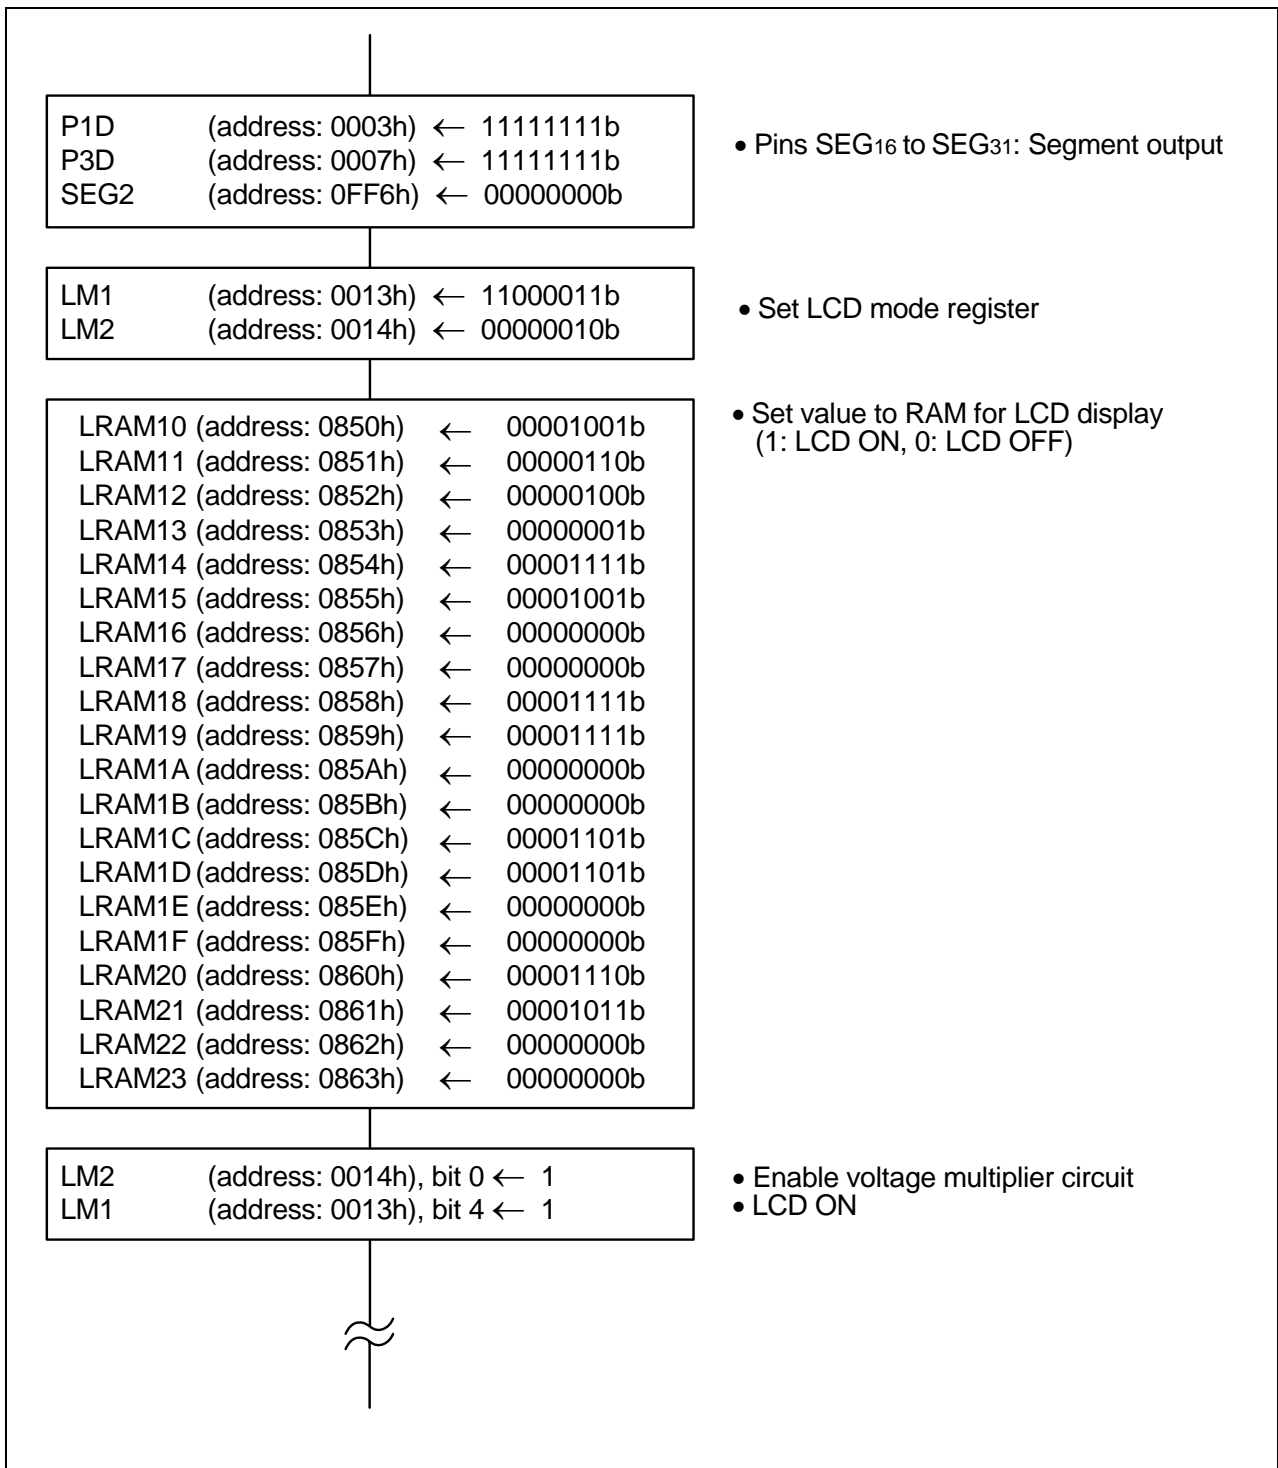 P1D (address: 0003h) ← 11111111b
P3D (address: 0007h) ← 11111111b
SEG2 (address: 0FF6h) ← 00000000b
• Pins SEG16 to SEG31: Segment output
LM1 (address: 0013h) ← 11000011b
LM2 (address: 0014h) ← 00000010b
• Set LCD mode register
LRAM10 (address: 0850h) ← 00001001b
LRAM11 (address: 0851h) ← 00000110b
LRAM12 (address: 0852h) ← 00000100b
LRAM13 (address: 0853h) ← 00000001b
LRAM14 (address: 0854h) ← 00001111b
LRAM15 (address: 0855h) ← 00001001b
LRAM16 (address: 0856h) ← 00000000b
LRAM17 (address: 0857h) ← 00000000b
LRAM18 (address: 0858h) ← 00001111b
LRAM19 (address: 0859h) ← 00001111b
LRAM1A (address: 085Ah) ← 00000000b
LRAM1B (address: 085Bh) ← 00000000b
LRAM1C (address: 085Ch) ← 00001101b
LRAM1D (address: 085Dh) ← 00001101b
LRAM1E (address: 085Eh) ← 00000000b
LRAM1F (address: 085Fh) ← 00000000b
LRAM20 (address: 0860h) ← 00001110b
LRAM21 (address: 0861h) ← 00001011b
LRAM22 (address: 0862h) ← 00000000b
LRAM23 (address: 0863h) ← 00000000b
• Set value to RAM for LCD display
(1: LCD ON, 0: LCD OFF)
LM2 (address: 0014h), bit 0 ← 1
LM1 (address: 0013h), bit 4 ← 1
• Enable voltage multiplier circuit
• LCD ON